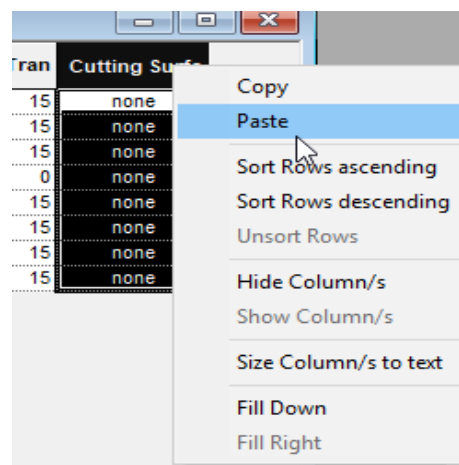 Tran Cutting Surfa
15 none
15 none
15 none
0 none
15 none
15 none
15 none
15 none
Copy
Paste
Sort Rows ascending
Sort Rows descending
Unsort Rows
Hide Column/s
Show Column/s
Size Column/s to text
Fill Down
Fill Right